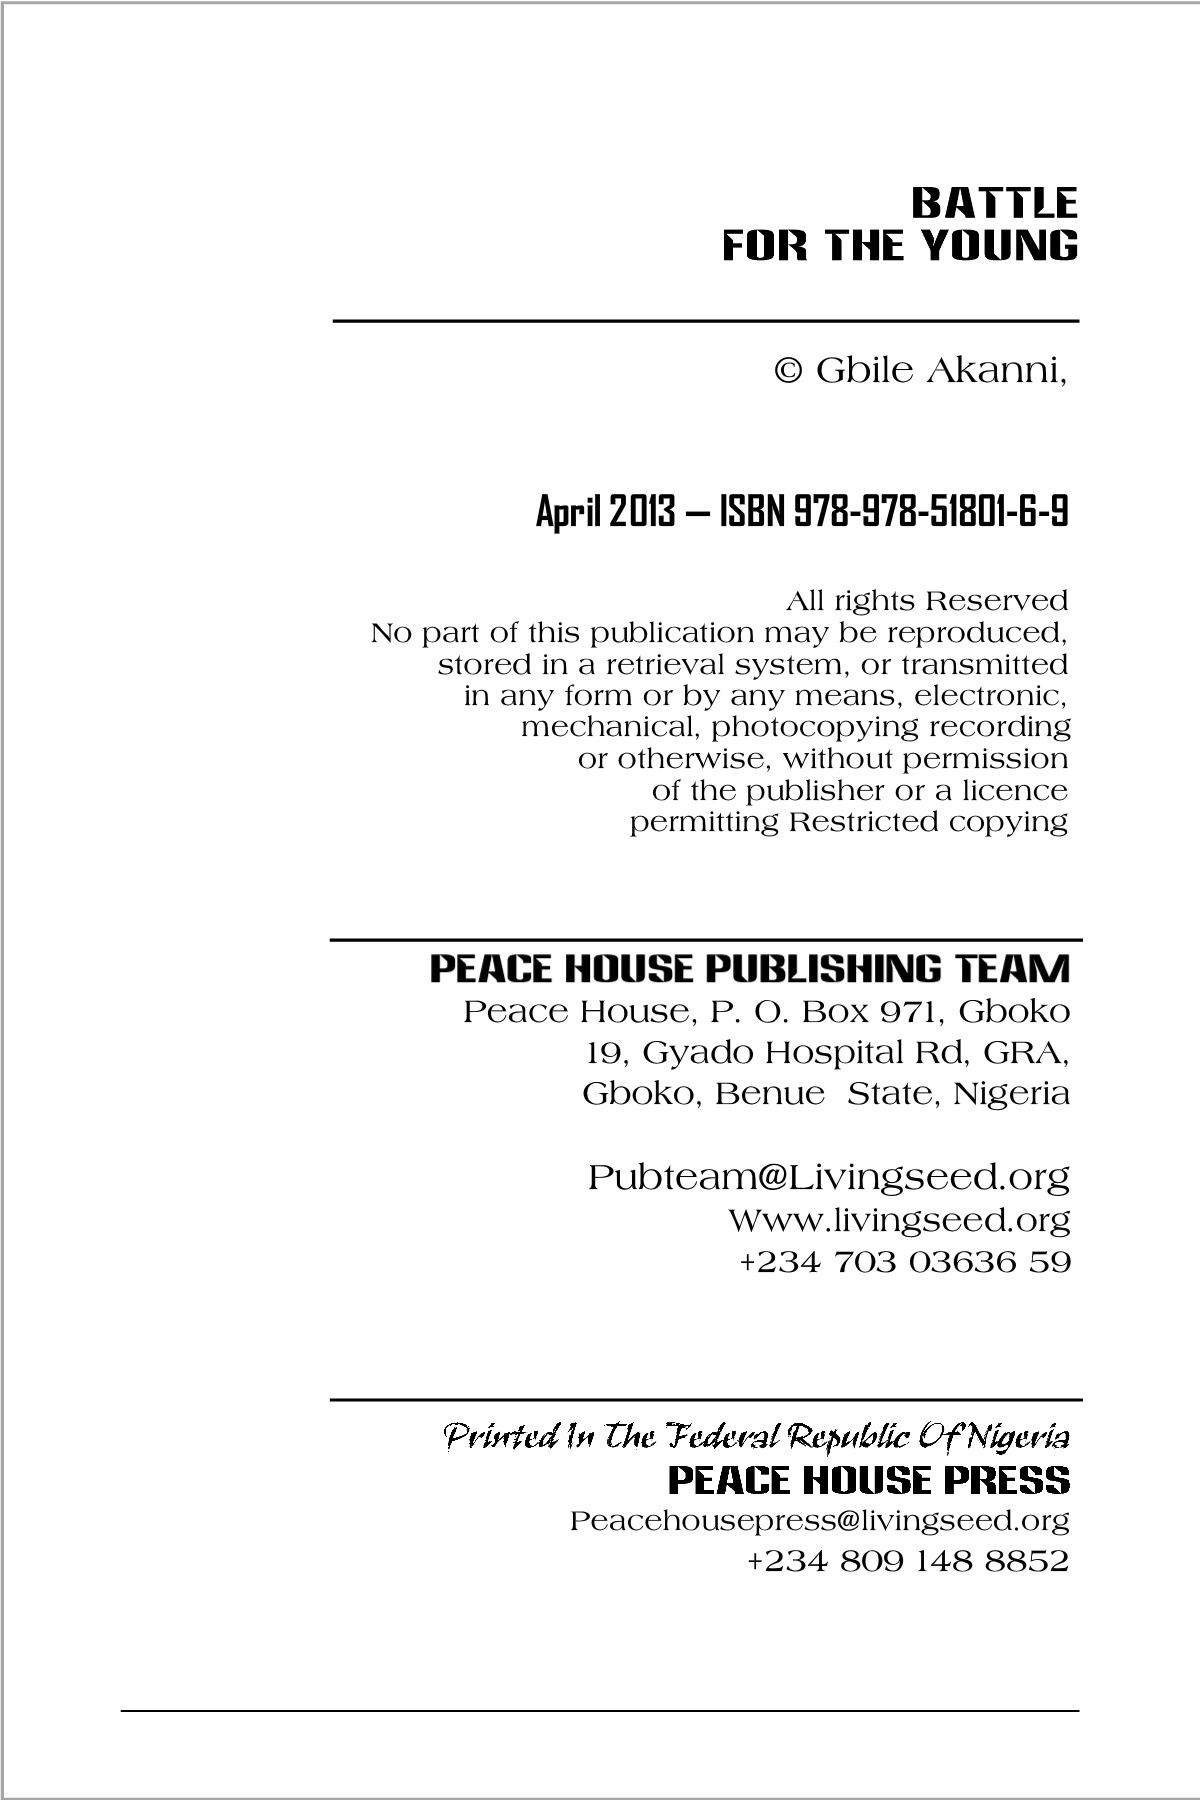 BATTLE
FOR THE YOUNG
© Gbile Akanni,
April 2013 – ISBN 978-978-51801-6-9
All rights Reserved
No part of this publication may be reproduced,
stored in a retrieval system, or transmitted
in any form or by any means, electronic,
mechanical, photocopying recording
or otherwise, without permission
of the publisher or a licence
permitting Restricted copying
PEACE HOUSE PUBLISHING TEAM
Peace House, P. O. Box 971, Gboko
19, Gyado Hospital Rd, GRA,
Gboko, Benue  State, Nigeria
Pubteam@Livingseed.org
Www.livingseed.org
+234 703 03636 59
Printed In The Federal Republic Of Nigeria
PEACE HOUSE PRESS
Peacehousepress@livingseed.org
+234 809 148 8852